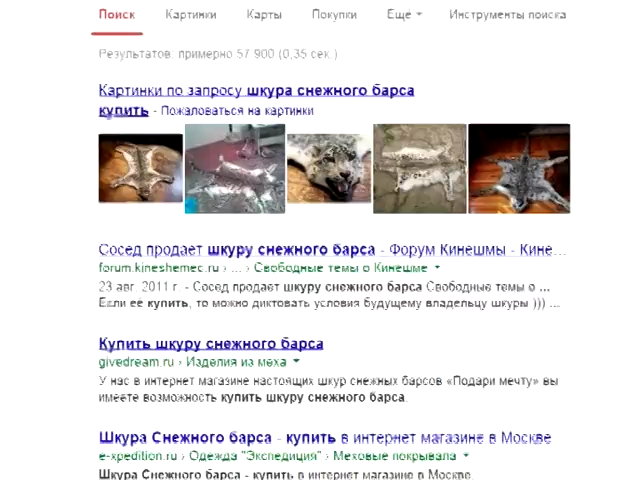 Поиск Картинки Карты Покупки Ещё Инструменты поиска
Результатов: примерно 57 900 (0,35 сек.)
Картинки по запросу шкура снежного барса
купить - Пожаловаться на картинки
Сосед продает шкуру снежного барса - Форум Кинешмы - Кине...
forum.kineshemec.ru › ... › Свободные темы о Кинешме
23 авг. 2011 г. - Сосед продает шкуру снежного барса Свободные темы о ...
Если её купить, то можно диктовать условия будущему владельцу шкуры ))) ...
Купить шкуру снежного барса
givedream.ru › Изделия из меха
У нас в интернет магазине настоящих шкур снежных барсов «Подари мечту» вы
имеете возможность купить шкуру снежного барса.
Шкура Снежного барса - купить в интернет магазине в Москве
e-xpedition.ru › Одежда "Экспедиция" › Меховые покрывала
Шкура Снежного барса - купить в интернет магазине в Москве.